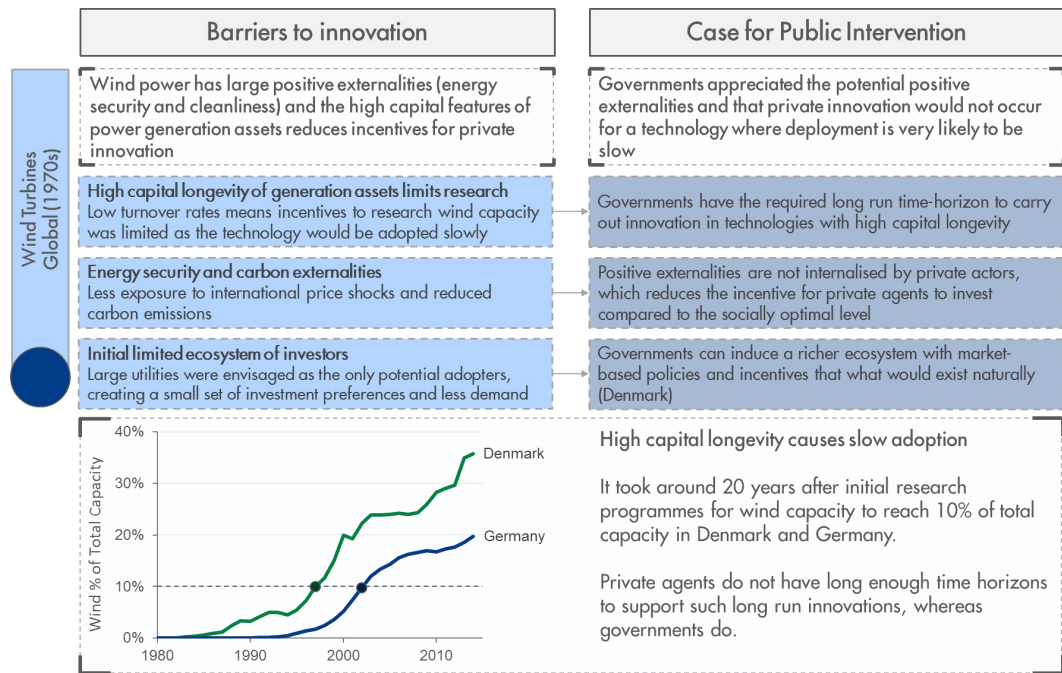 Barriers to innovation
Case for Public Intervention
Wind Turbines
Global (1970s)
Wind power has large positive externalities (energy
security and cleanliness) and the high capital features of
power generation assets reduces incentives for private
innovation
Governments appreciated the potential positive
externalities and that private innovation would not occur
for a technology where deployment is very likely to be
slow
High capital longevity of generation assets limits research
Low turnover rates means incentives to research wind capacity
was limited as the technology would be adopted slowly
Governments have the required long run time-horizon to carry
out innovation in technologies with high capital longevity
Energy security and carbon externalities
Less exposure to international price shocks and reduced
carbon emissions
Positive externalities are not internalised by private actors,
which reduces the incentive for private agents to invest
compared to the socially optimal level
Initial limited ecosystem of investors
Large utilities were envisaged as the only potential adopters,
creating a small set of investment preferences and less demand
Governments can induce a richer ecosystem with market-
based policies and incentives that what would exist naturally
(Denmark)
Wind % of Total Capacity
40%
30%
20%
10%
0%
1980
1990
2000
2010
Denmark
Germany
High capital longevity causes slow adoption
It took around 20 years after initial research
programmes for wind capacity to reach 10% of total
capacity in Denmark and Germany.
Private agents do not have long enough time horizons
to support such long run innovations, whereas
governments do.